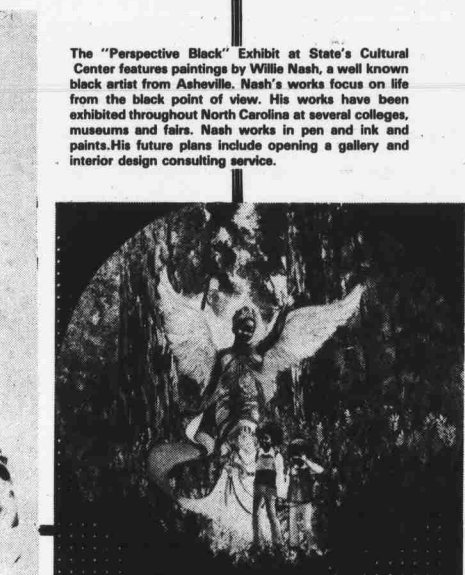 The "Perspective Black" Exhibit at State's Cultural
Center features paintings by Willie Nash, a well known
black artist from Asheville. Nash's works focus on life
from the black point of view. His works have been
exhibited throughout North Carolina at several colleges,
museums and fairs. Nash works in pen and ink and
paints.His future plans include opening a gallery and
interior design consulting service.